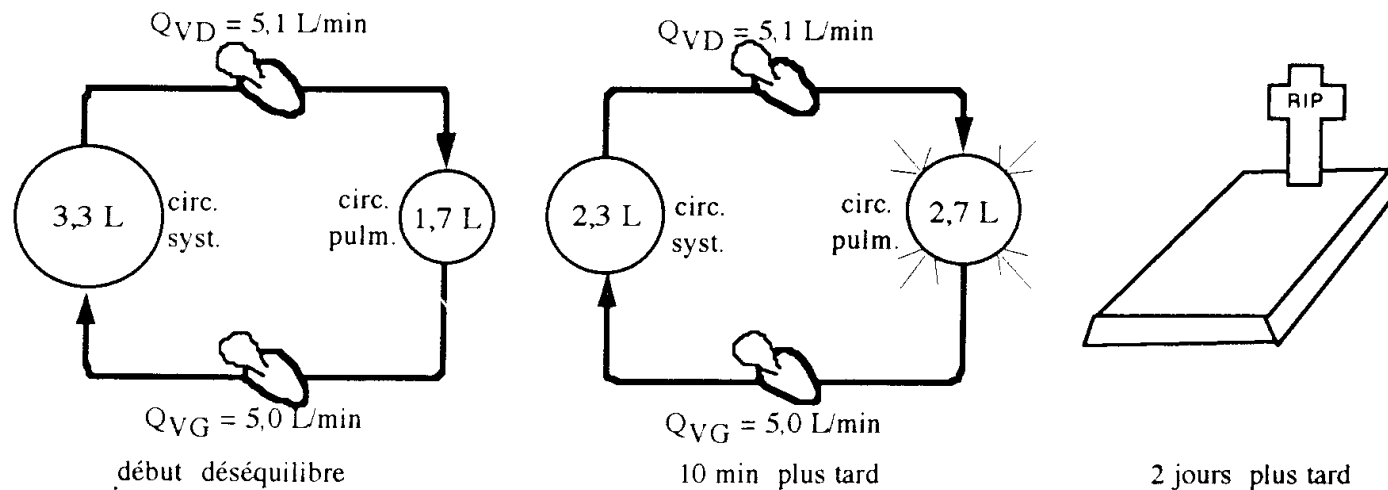 QVD = 5,1 L/min
3,3 L
circ.
syst.
circ.
pulm.
1,7 L
QVG = 5,0 L/min
début déséquilibre
QVD = 5,1 L/min
2,3 L
circ.
syst.
circ.
pulm.
2,7 L
QVG = 5,0 L/min
10 min plus tard
RIP
2 jours plus tard